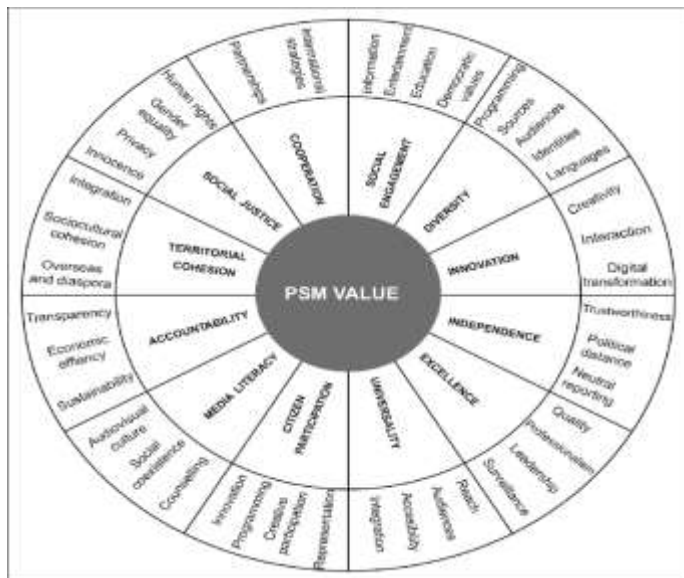 PSM VALUE
SOCIAL
ENGAGEMENT
Information
Entertainment
Education
Democratic
values
DIVERSITY
Programming
Sources
Audiences
Identities
Languages
INNOVATION
Creativity
Interaction
Digital
transformation
INDEPENDENCE
Trustworthiness
Political
distance
Neutral
reporting
EXCELLENCE
Quality
Professionalism
Leadership
Surveillance
UNIVERSALITY
Reach
Audiences
Accesibility
Integration
CITIZEN
PARTICIPATION
Representation
Creative
participation
Programming
Innovation
MEDIA LITERACY
Audiovisual
culture
Social
coexistence
Counselling
ACCOUNTABILITY
Transparency
Economic
effiancy
Sustainability
TERRITORIAL
COHESION
Integration
Sociocultural
cohesion
Overseas
and diaspora
SOCIAL JUSTICE
Human rights
Gender
equality
Privacy
Innocence
COOPERATION
Partnerships
International
strategies